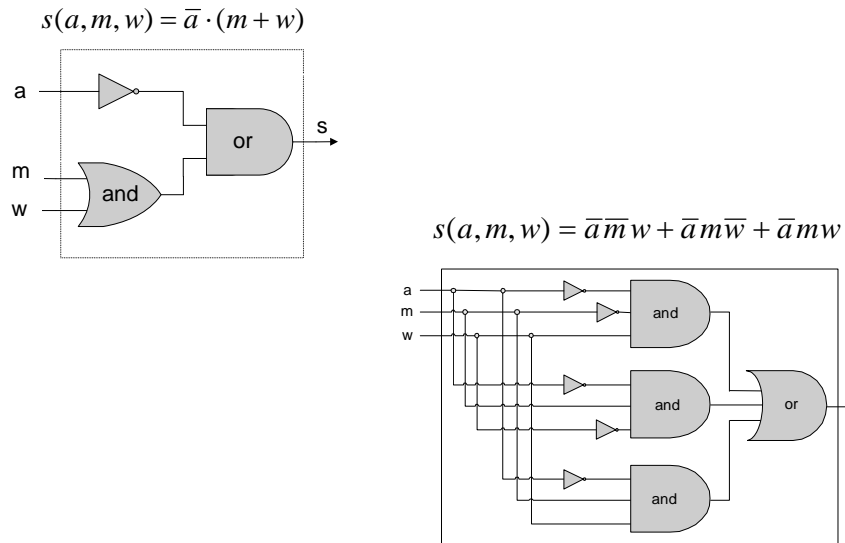 s(a, m, w) = a̅ · (m + w)
a
or
s
m
and
w
s(a, m, w) = a̅ m̅ w + a̅ m w̅ + a̅ m w
a
m
and
w
and
or
and